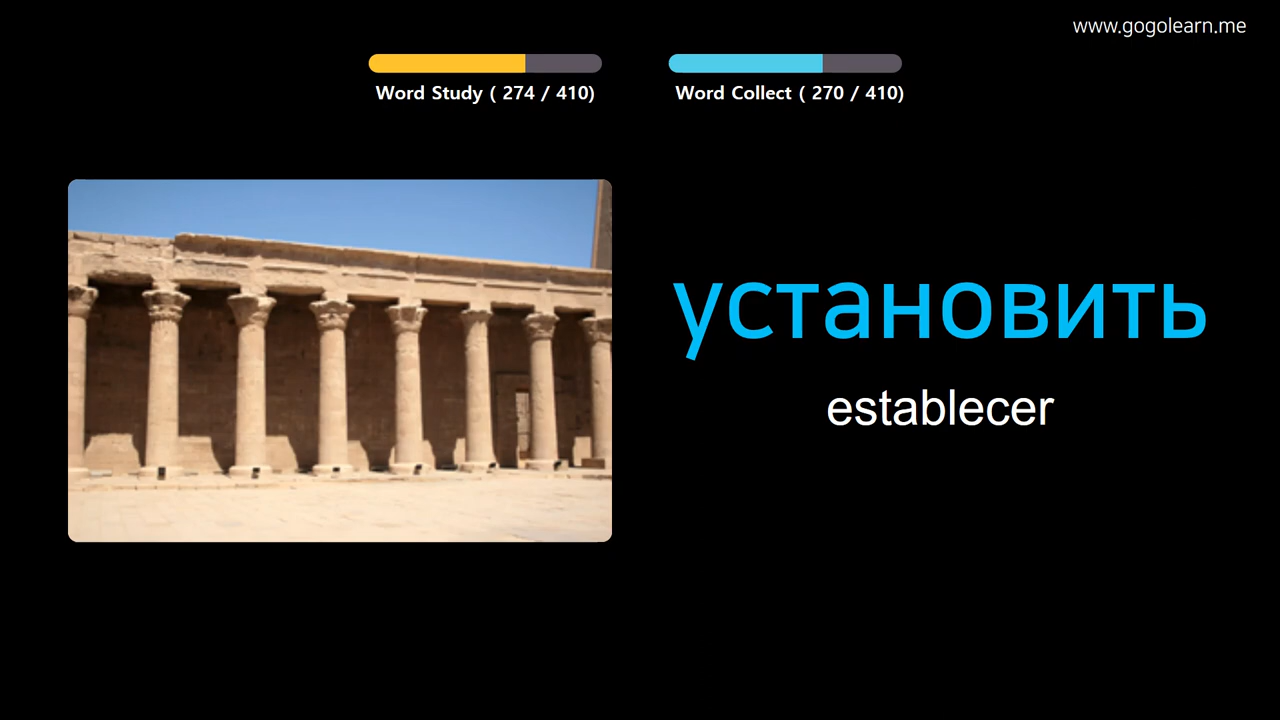 www.gogolearn.me
Word Study ( 274 / 410)
Word Collect ( 270 / 410)
установить
establecer